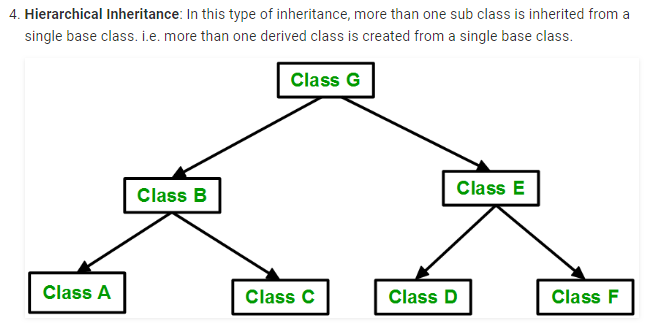 4. Hierarchical Inheritance: In this type of inheritance, more than one sub class is inherited from a
single base class. i.e. more than one derived class is created from a single base class.
Class G
Class B
Class E
Class A
Class C
Class D
Class F